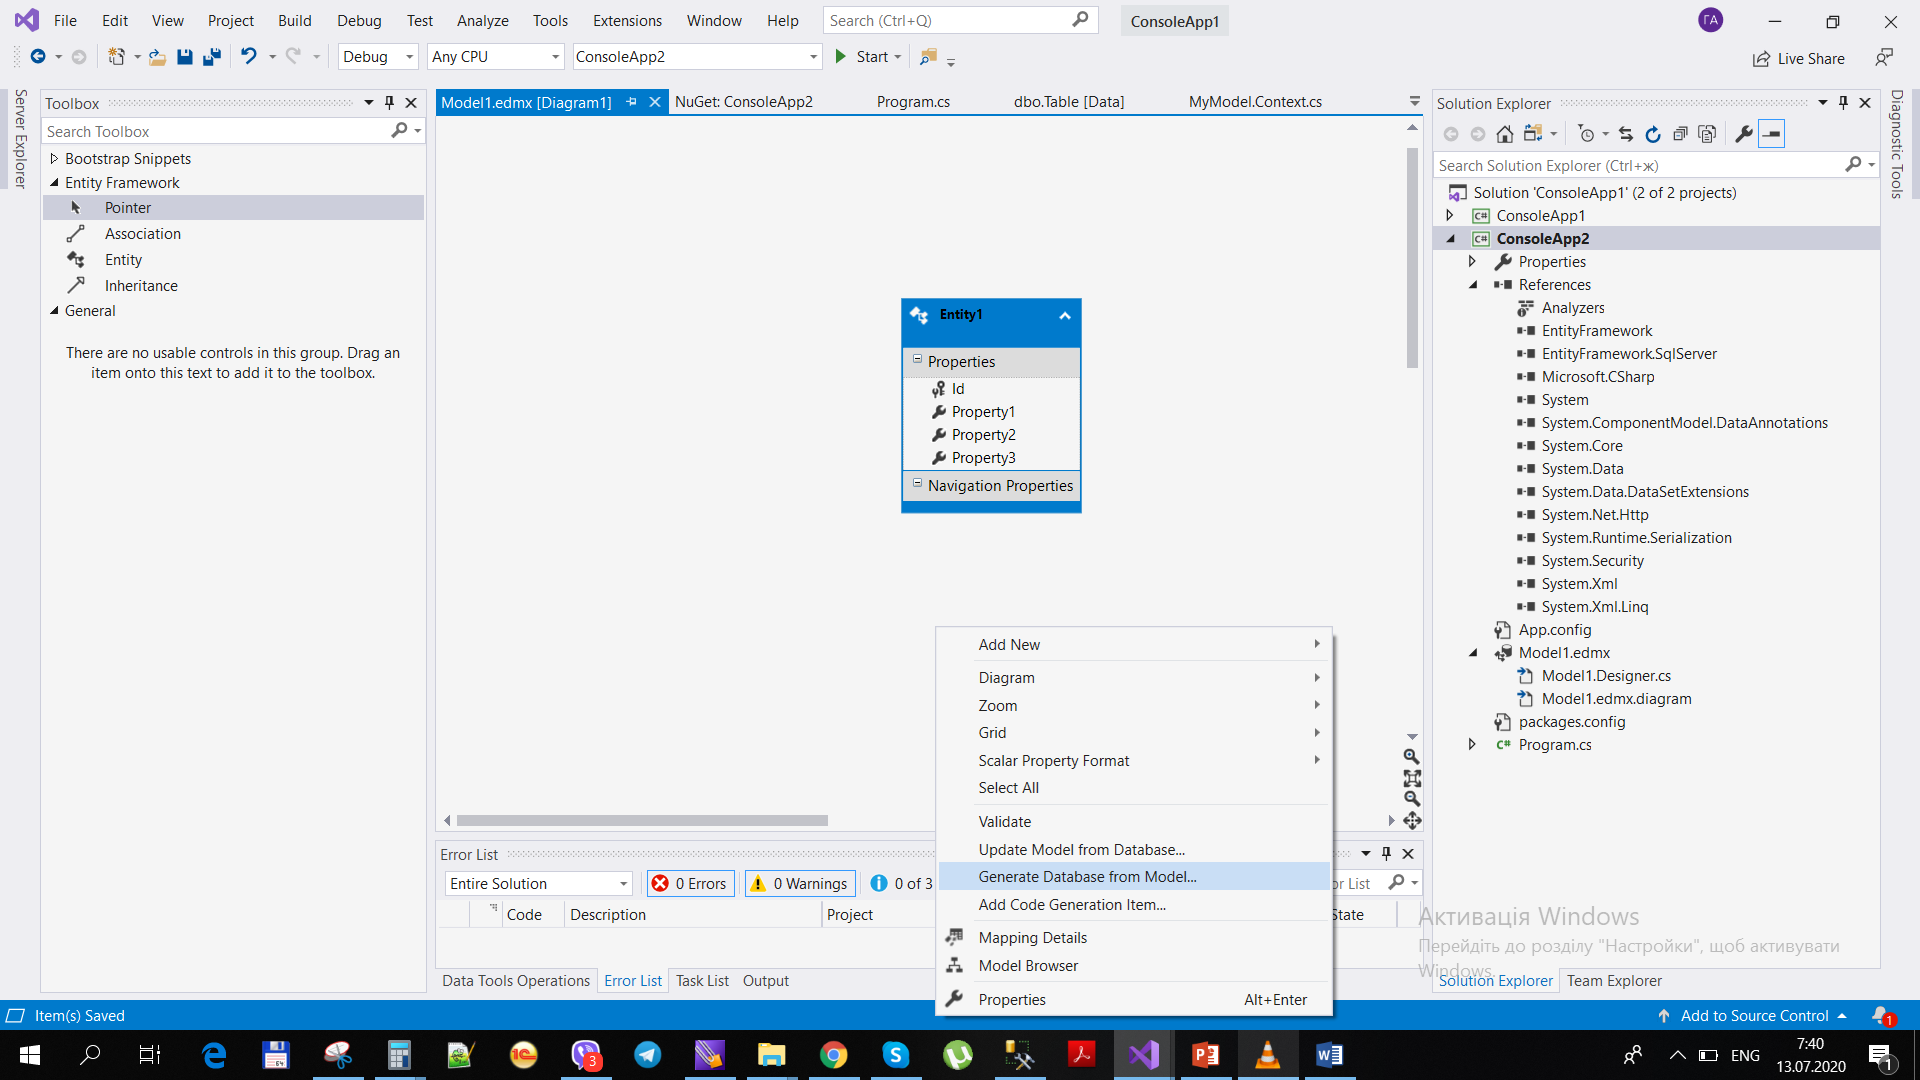 File Edit View Project Build Debug Test Analyze Tools Extensions Window Help Search (Ctrl+Q) ConsoleApp1 ГА
Debug Any CPU ConsoleApp2 Start Live Share
Server Explorer
Toolbox
Search Toolbox
Bootstrap Snippets
Entity Framework
Pointer
Association
Entity
Inheritance
General
There are no usable controls in this group. Drag an
item onto this text to add it to the toolbox.
Model1.edmx [Diagram1] NuGet: ConsoleApp2 Program.cs dbo.Table [Data] MyModel.Context.cs
Entity1
Properties
Id
Property1
Property2
Property3
Navigation Properties
Add New
Diagram
Zoom
Grid
Scalar Property Format
Select All
Validate
Update Model from Database...
Generate Database from Model...
Add Code Generation Item...
Mapping Details
Model Browser
Properties Alt+Enter
Error List
Entire Solution 0 Errors 0 Warnings 0 of 3 or List
Code Description Project State
Data Tools Operations Error List Task List Output
Solution Explorer
Search Solution Explorer (Ctrl+ж)
Solution 'ConsoleApp1' (2 of 2 projects)
C# ConsoleApp1
C# ConsoleApp2
Properties
References
Analyzers
EntityFramework
EntityFramework.SqlServer
Microsoft.CSharp
System
System.ComponentModel.DataAnnotations
System.Core
System.Data
System.Data.DataSetExtensions
System.Net.Http
System.Runtime.Serialization
System.Security
System.Xml
System.Xml.Linq
App.config
Model1.edmx
Model1.Designer.cs
Model1.edmx.diagram
packages.config
C# Program.cs
Diagnostic Tools
Активація Windows
Перейдіть до розділу "Настройки", щоб активувати
Windows.
Solution Explorer Team Explorer
Item(s) Saved Add to Source Control 1
64 1С 3 ENG 7:40
13.07.2020 1